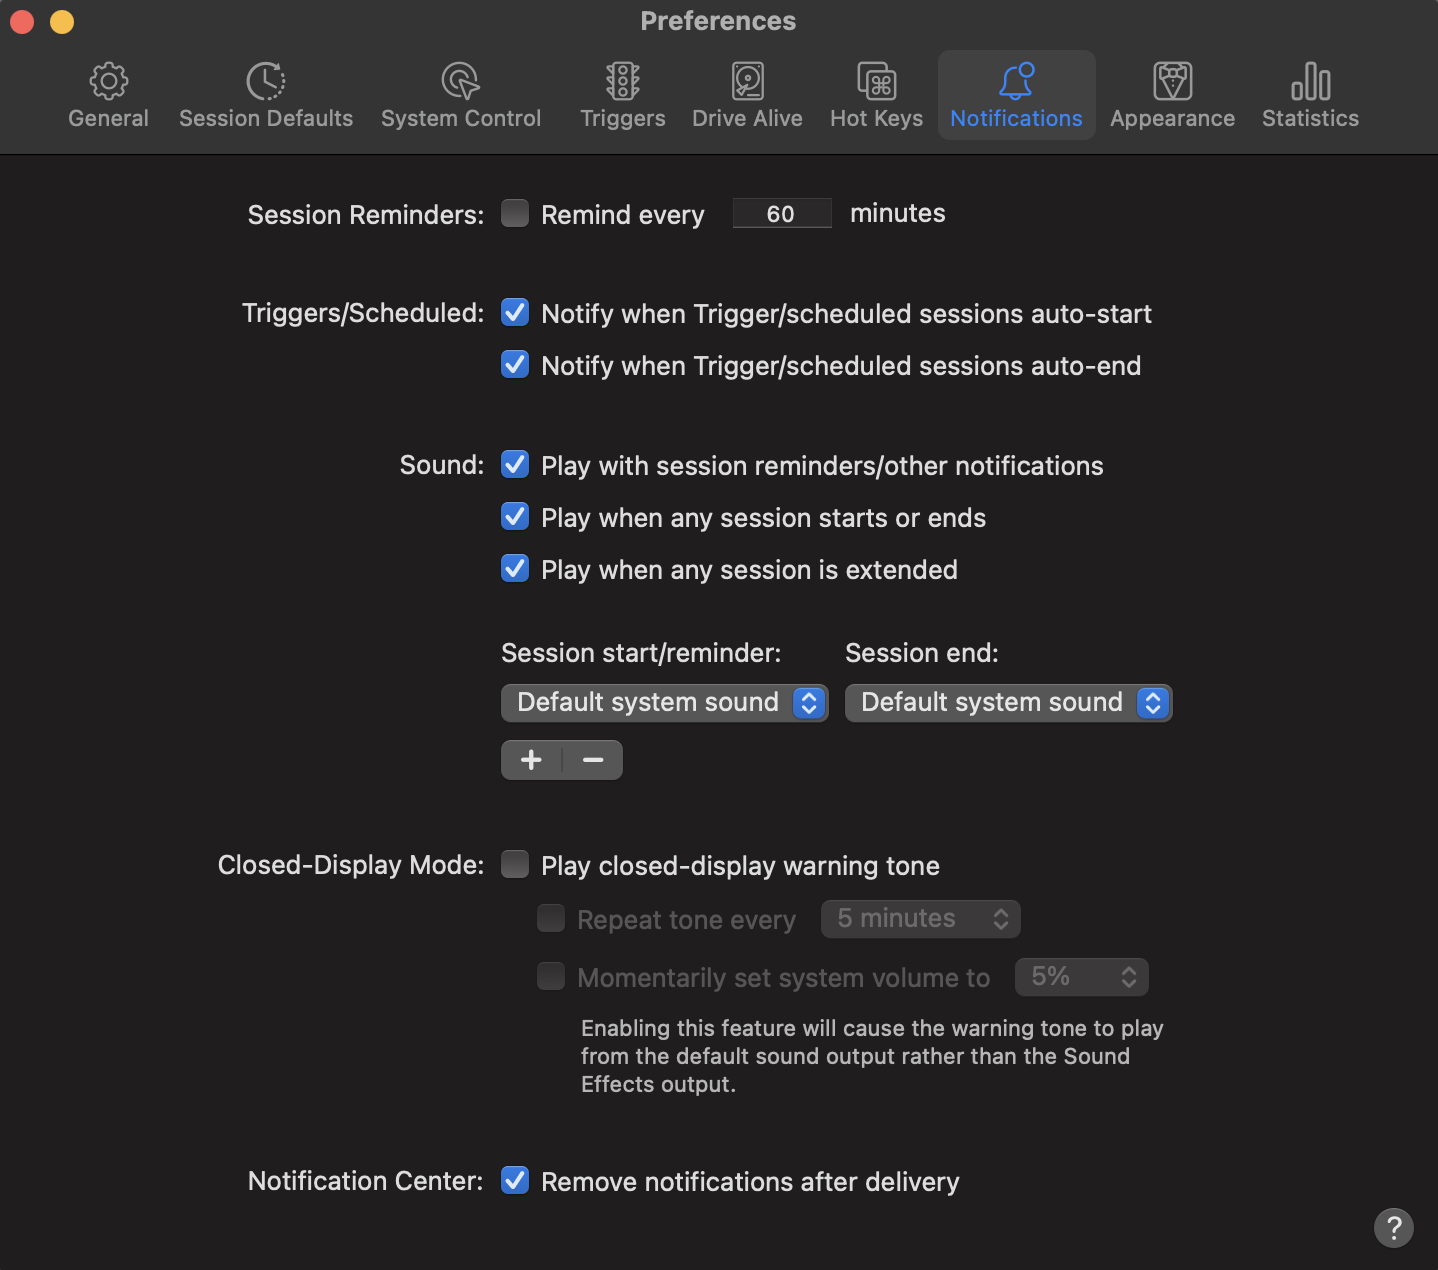 Preferences
General Session Defaults System Control Triggers Drive Alive Hot Keys Notifications Appearance Statistics
Session Reminders: Remind every 60 minutes
Triggers/Scheduled: Notify when Trigger/scheduled sessions auto-start
Notify when Trigger/scheduled sessions auto-end
Sound: Play with session reminders/other notifications
Play when any session starts or ends
Play when any session is extended
Session start/reminder: Session end:
Default system sound Default system sound
Closed-Display Mode: Play closed-display warning tone
Repeat tone every 5 minutes
Momentarily set system volume to 5%
Enabling this feature will cause the warning tone to play
from the default sound output rather than the Sound
Effects output.
Notification Center: Remove notifications after delivery
?